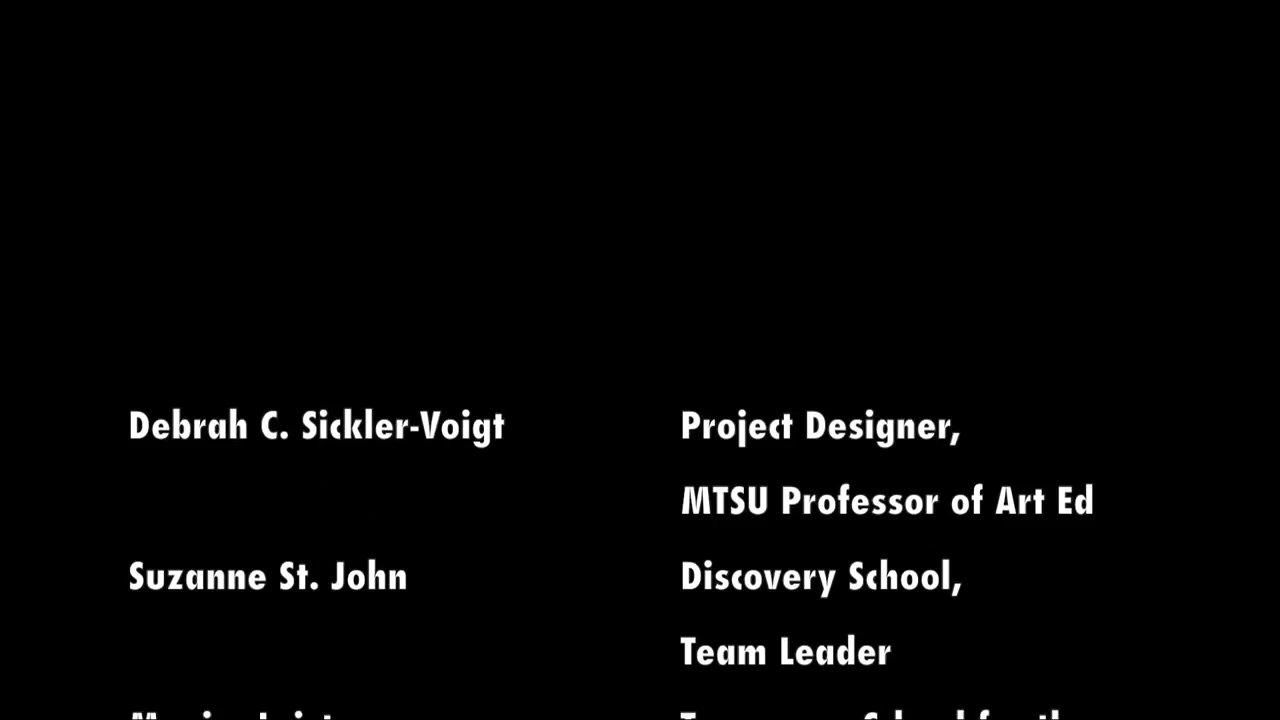 Debrah C. Sickler-Voigt Project Designer,
MTSU Professor of Art Ed
Suzanne St. John Discovery School,
Team Leader